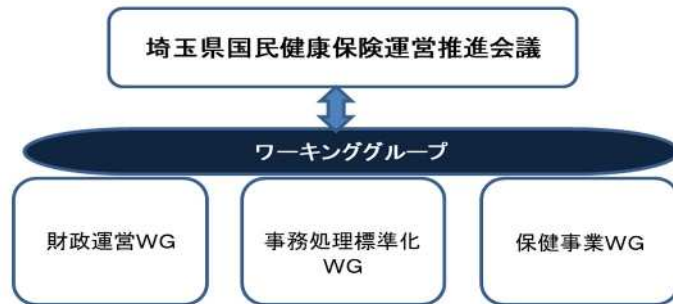 埼玉県国民健康保険運営推進会議
ワーキンググループ
財政運営WG
事務処理標準化
WG
保健事業WG